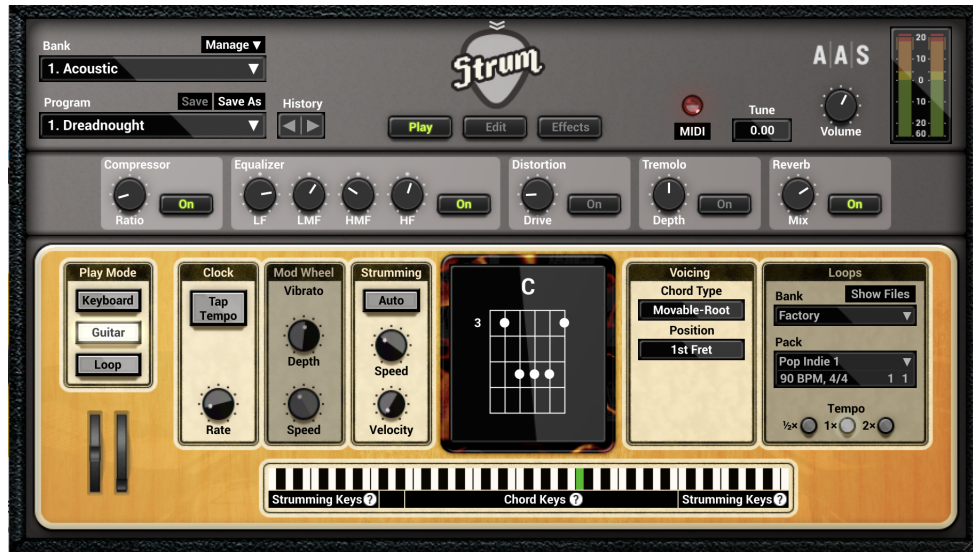 Bank
Manage ▼
1. Acoustic ▼
Program
Save
Save As
1. Dreadnought ▼
History
Strum
Play
Edit
Effects
MIDI
Tune
0.00
A|A|S
Volume
20
10
0
10
20
60
Compressor
Ratio
On
Equalizer
LF
LMF
HMF
HF
On
Distortion
Drive
On
Tremolo
Depth
On
Reverb
Mix
On
Play Mode
Keyboard
Guitar
Loop
Clock
Tap
Tempo
Rate
Mod Wheel
Vibrato
Depth
Speed
Strumming
Auto
Speed
Velocity
C
3
Voicing
Chord Type
Movable-Root
Position
1st Fret
Loops
Bank
Show Files
Factory ▼
Pack
Pop Indie 1 ▼
90 BPM, 4/4 1 1
Tempo
½× 1× 2×
Strumming Keys ?
Chord Keys ?
Strumming Keys ?